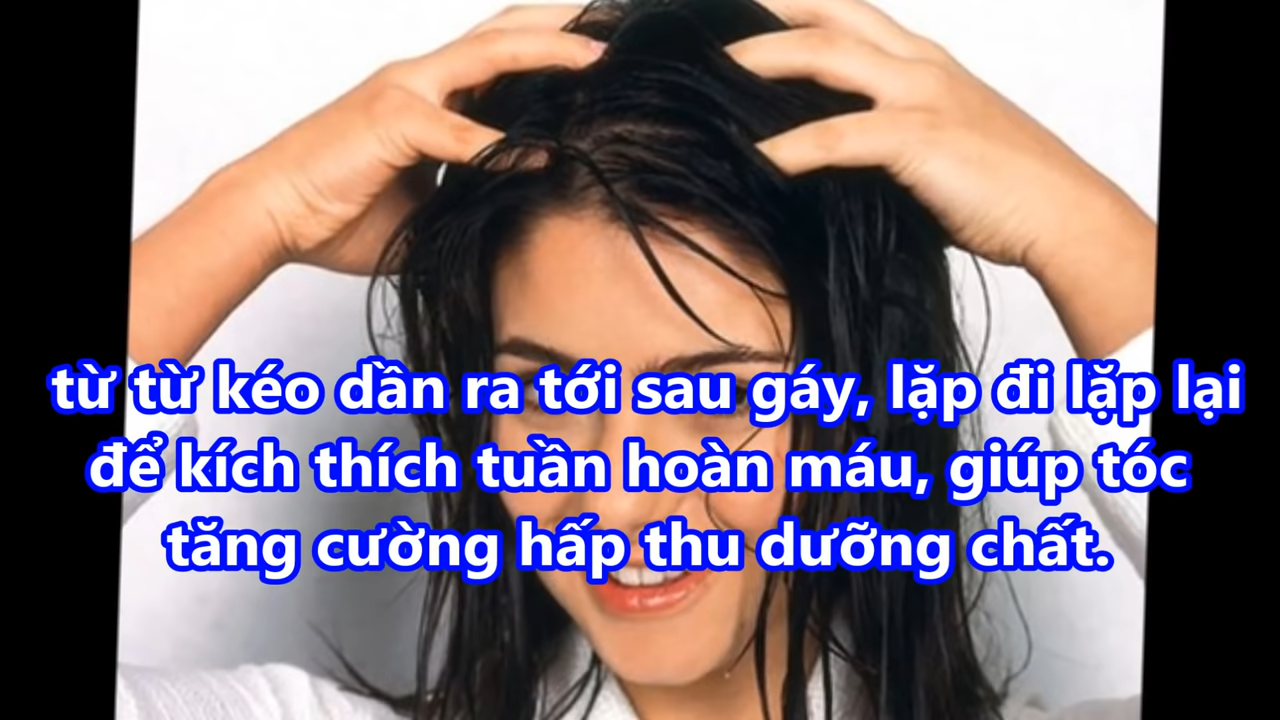 từ từ kéo dần ra tới sau gáy, lặp đi lặp lại
để kích thích tuần hoàn máu, giúp tóc
tăng cường hấp thu dưỡng chất.